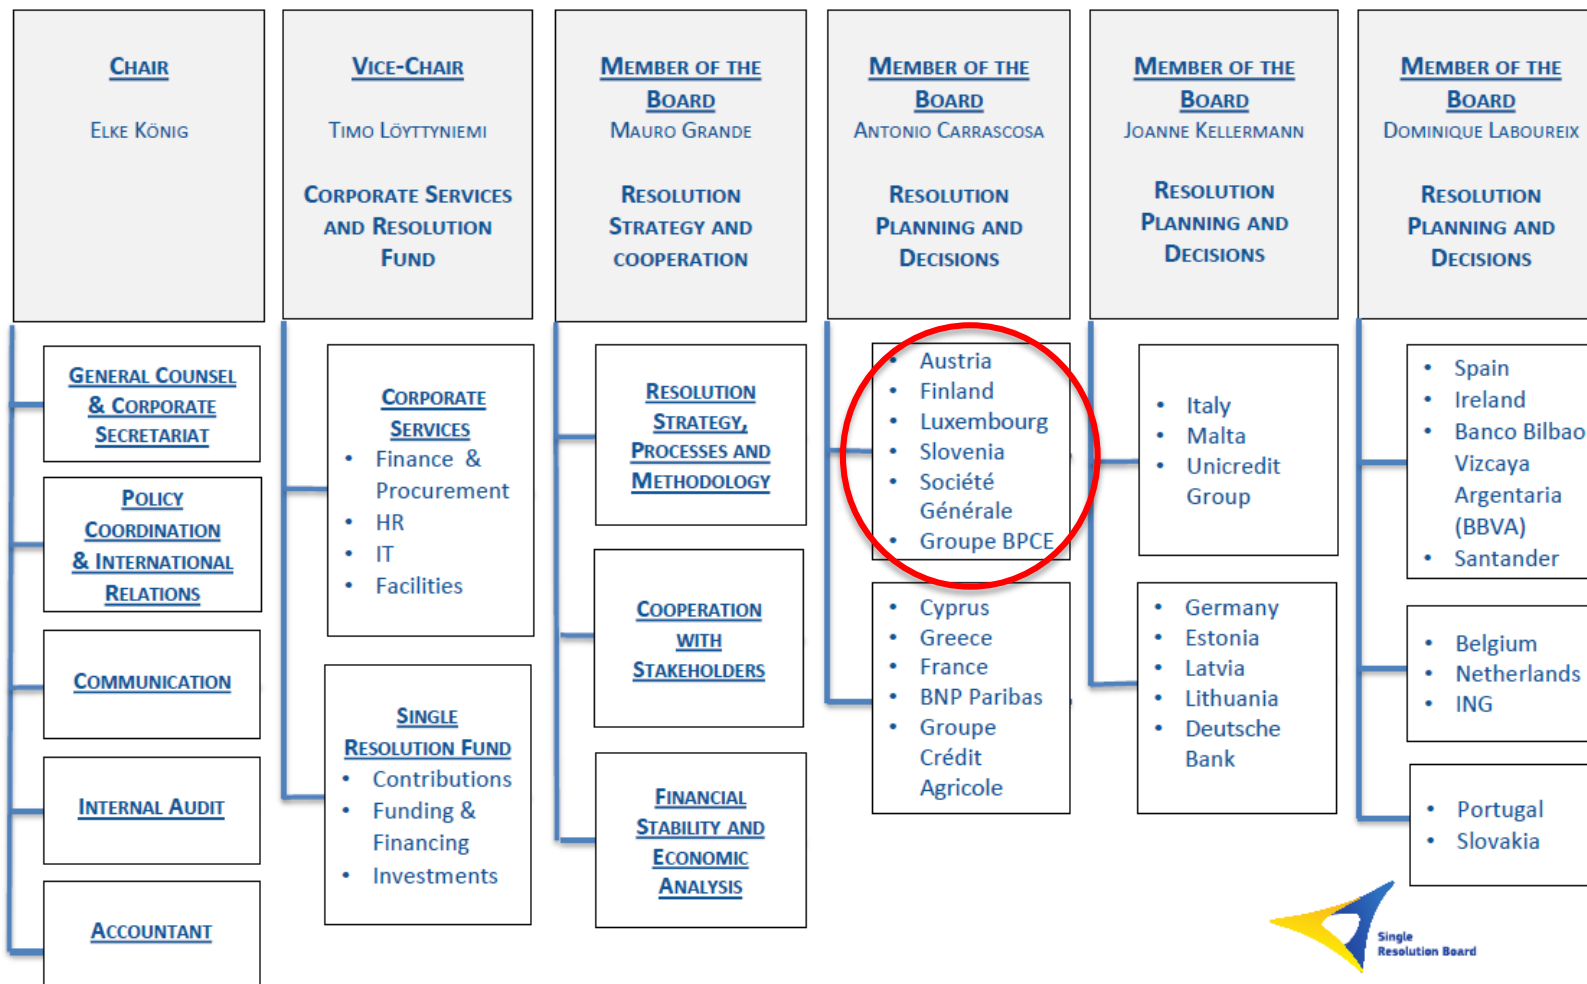 CHAIR
ELKE KÖNIG
GENERAL COUNSEL
& CORPORATE
SECRETARIAT
POLICY
COORDINATION
& INTERNATIONAL
RELATIONS
COMMUNICATION
INTERNAL AUDIT
ACCOUNTANT
VICE-CHAIR
TIMO LÖYTTYNIEMI
CORPORATE SERVICES
AND RESOLUTION
FUND
CORPORATE
SERVICES
• Finance &
Procurement
• HR
• IT
• Facilities
SINGLE
RESOLUTION FUND
• Contributions
• Funding &
Financing
• Investments
MEMBER OF THE
BOARD
MAURO GRANDE
RESOLUTION
STRATEGY AND
COOPERATION
RESOLUTION
STRATEGY,
PROCESSES AND
METHODOLOGY
COOPERATION
WITH
STAKEHOLDERS
FINANCIAL
STABILITY AND
ECONOMIC
ANALYSIS
MEMBER OF THE
BOARD
ANTONIO CARRASCOSA
RESOLUTION
PLANNING AND
DECISIONS
• Austria
• Finland
• Luxembourg
• Slovenia
• Société
Générale
• Groupe BPCE
• Cyprus
• Greece
• France
• BNP Paribas
• Groupe
Crédit
Agricole
MEMBER OF THE
BOARD
JOANNE KELLERMANN
RESOLUTION
PLANNING AND
DECISIONS
• Italy
• Malta
• Unicredit
Group
• Germany
• Estonia
• Latvia
• Lithuania
• Deutsche
Bank
MEMBER OF THE
BOARD
DOMINIQUE LABOUREIX
RESOLUTION
PLANNING AND
DECISIONS
• Spain
• Ireland
• Banco Bilbao
Vizcaya
Argentaria
(BBVA)
• Santander
• Belgium
• Netherlands
• ING
• Portugal
• Slovakia
Single
Resolution Board